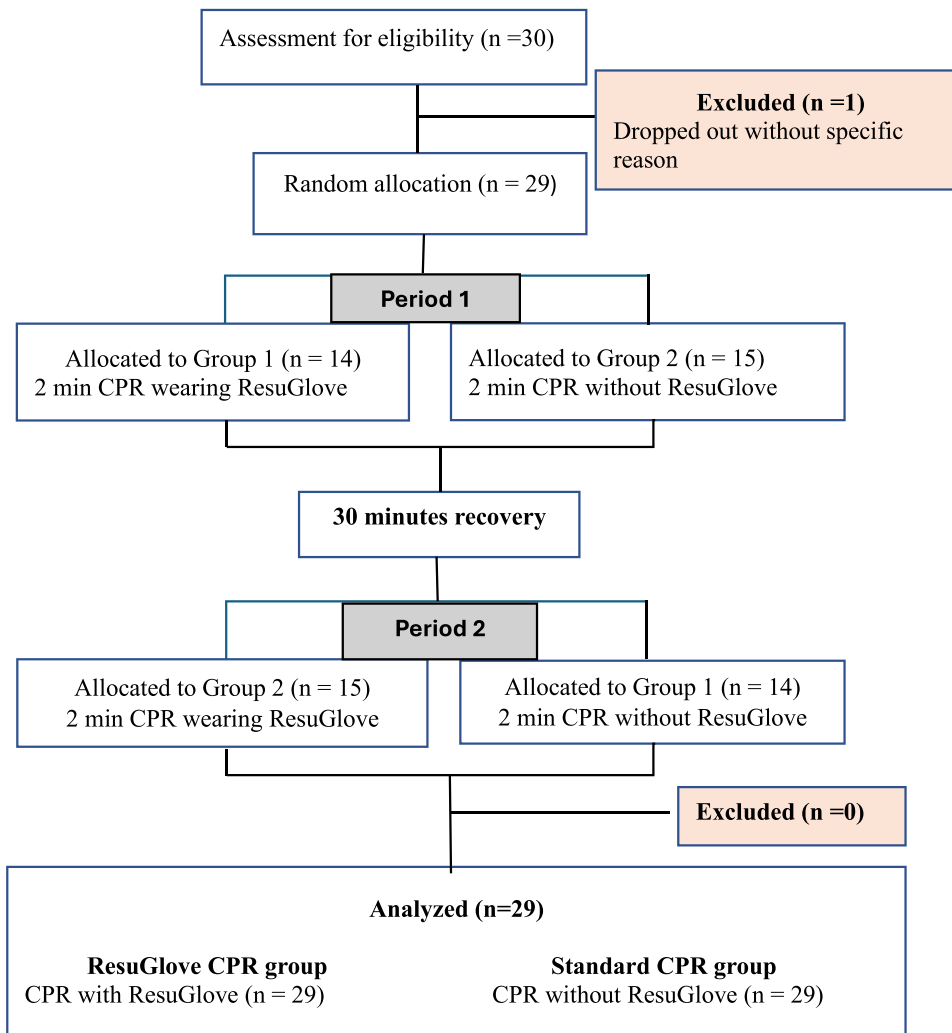 Assessment for eligibility (n =30)
Excluded (n =1)
Dropped out without specific
reason
Random allocation (n = 29)
Period 1
Allocated to Group 1 (n = 14)
2 min CPR wearing ResuGlove
Allocated to Group 2 (n = 15)
2 min CPR without ResuGlove
30 minutes recovery
Period 2
Allocated to Group 2 (n = 15)
2 min CPR wearing ResuGlove
Allocated to Group 1 (n = 14)
2 min CPR without ResuGlove
Excluded (n =0)
Analyzed (n=29)
ResuGlove CPR group
CPR with ResuGlove (n = 29)
Standard CPR group
CPR without ResuGlove (n = 29)